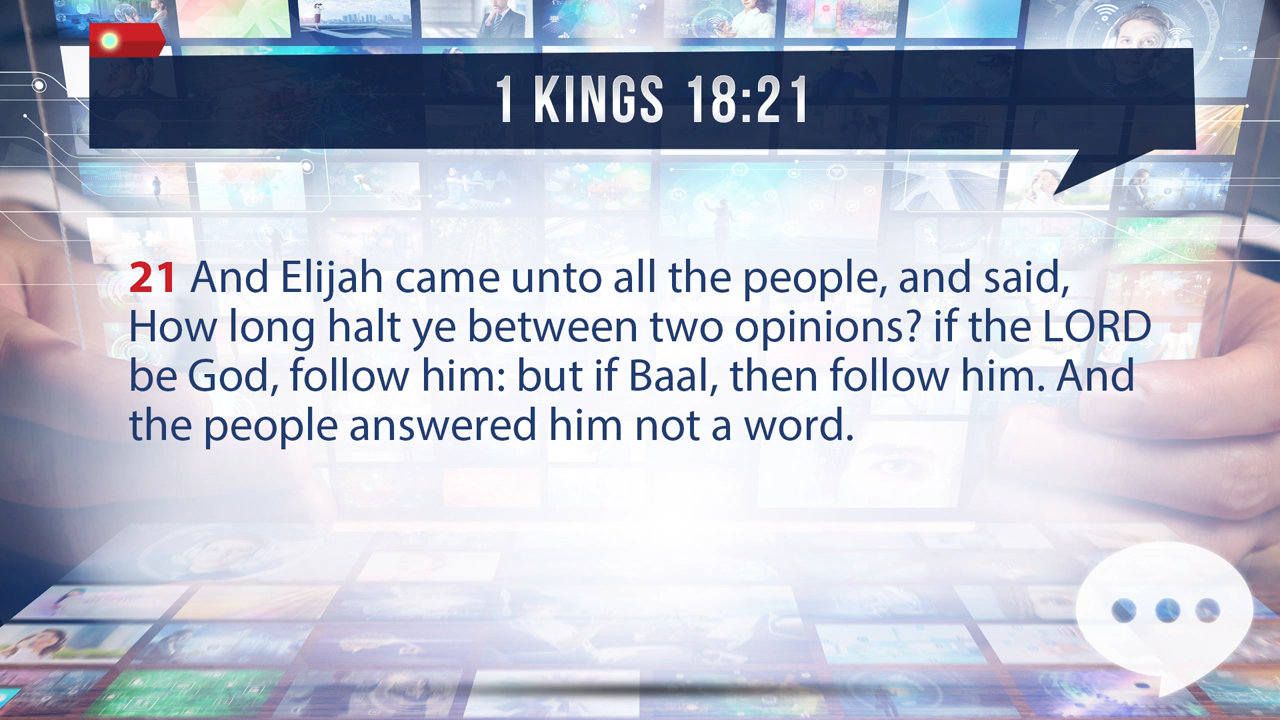 1 KINGS 18:21
21 And Elijah came unto all the people, and said,
How long halt ye between two opinions? if the LORD
be God, follow him: but if Baal, then follow him. And
the people answered him not a word.